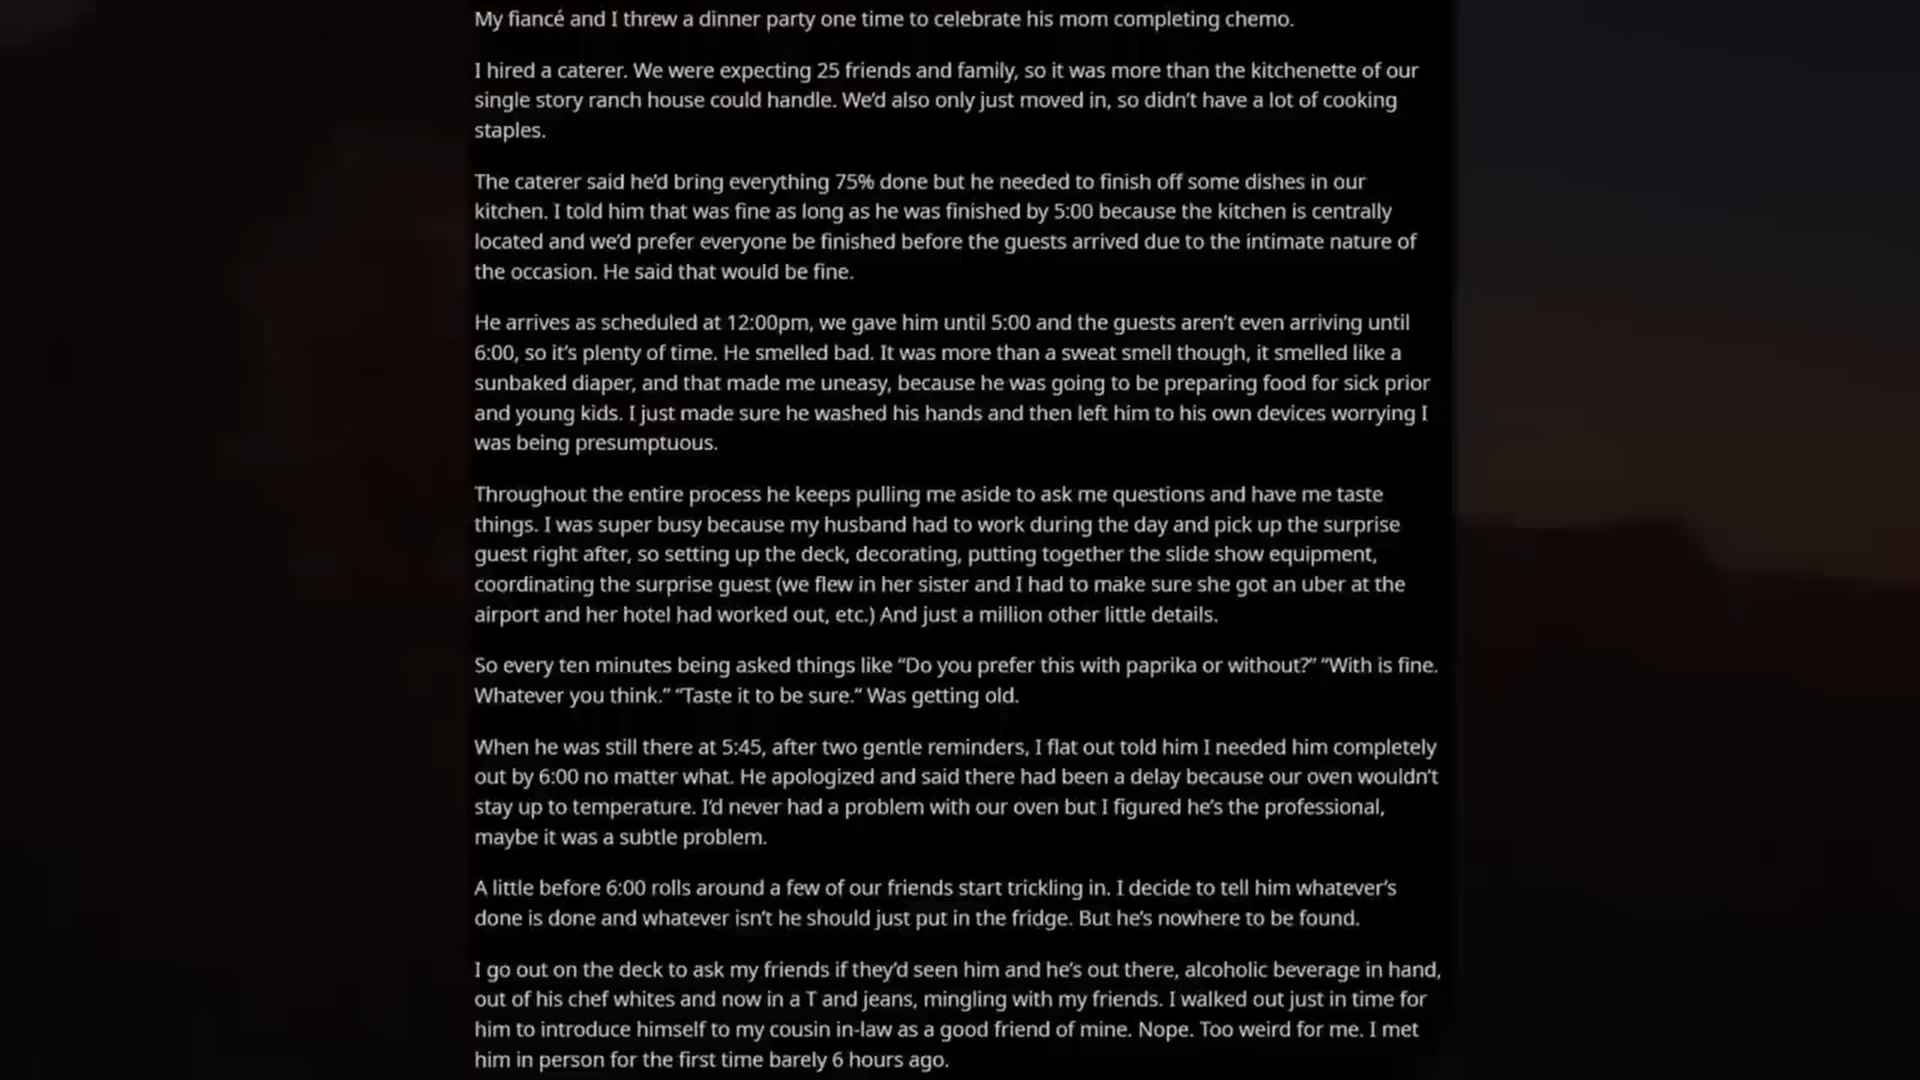 My fiancé and I threw a dinner party one time to celebrate his mom completing chemo.
I hired a caterer. We were expecting 25 friends and family, so it was more than the kitchenette of our
single story ranch house could handle. We'd also only just moved in, so didn't have a lot of cooking
staples.
The caterer said he'd bring everything 75% done but he needed to finish off some dishes in our
kitchen. I told him that was fine as long as he was finished by 5:00 because the kitchen is centrally
located and we'd prefer everyone be finished before the guests arrived due to the intimate nature of
the occasion. He said that would be fine.
He arrives as scheduled at 12:00pm, we gave him until 5:00 and the guests aren't even arriving until
6:00, so it's plenty of time. He smelled bad. It was more than a sweat smell though, it smelled like a
sunbaked diaper, and that made me uneasy, because he was going to be preparing food for sick prior
and young kids. I just made sure he washed his hands and then left him to his own devices worrying I
was being presumptuous.
Throughout the entire process he keeps pulling me aside to ask me questions and have me taste
things. I was super busy because my husband had to work during the day and pick up the surprise
guest right after, so setting up the deck, decorating, putting together the slide show equipment,
coordinating the surprise guest (we flew in her sister and I had to make sure she got an uber at the
airport and her hotel had worked out, etc.) And just a million other little details.
So every ten minutes being asked things like “Do you prefer this with paprika or without?” “With is fine.
Whatever you think.” “Taste it to be sure.“ Was getting old.
When he was still there at 5:45, after two gentle reminders, I flat out told him I needed him completely
out by 6:00 no matter what. He apologized and said there had been a delay because our oven wouldn't
stay up to temperature. I'd never had a problem with our oven but I figured he's the professional,
maybe it was a subtle problem.
A little before 6:00 rolls around a few of our friends start trickling in. I decide to tell him whatever's
done is done and whatever isn't he should just put in the fridge. But he's nowhere to be found.
I go out on the deck to ask my friends if they'd seen him and he's out there, alcoholic beverage in hand,
out of his chef whites and now in a T and jeans, mingling with my friends. I walked out just in time for
him to introduce himself to my cousin in-law as a good friend of mine. Nope. Too weird for me. I met
him in person for the first time barely 6 hours ago.